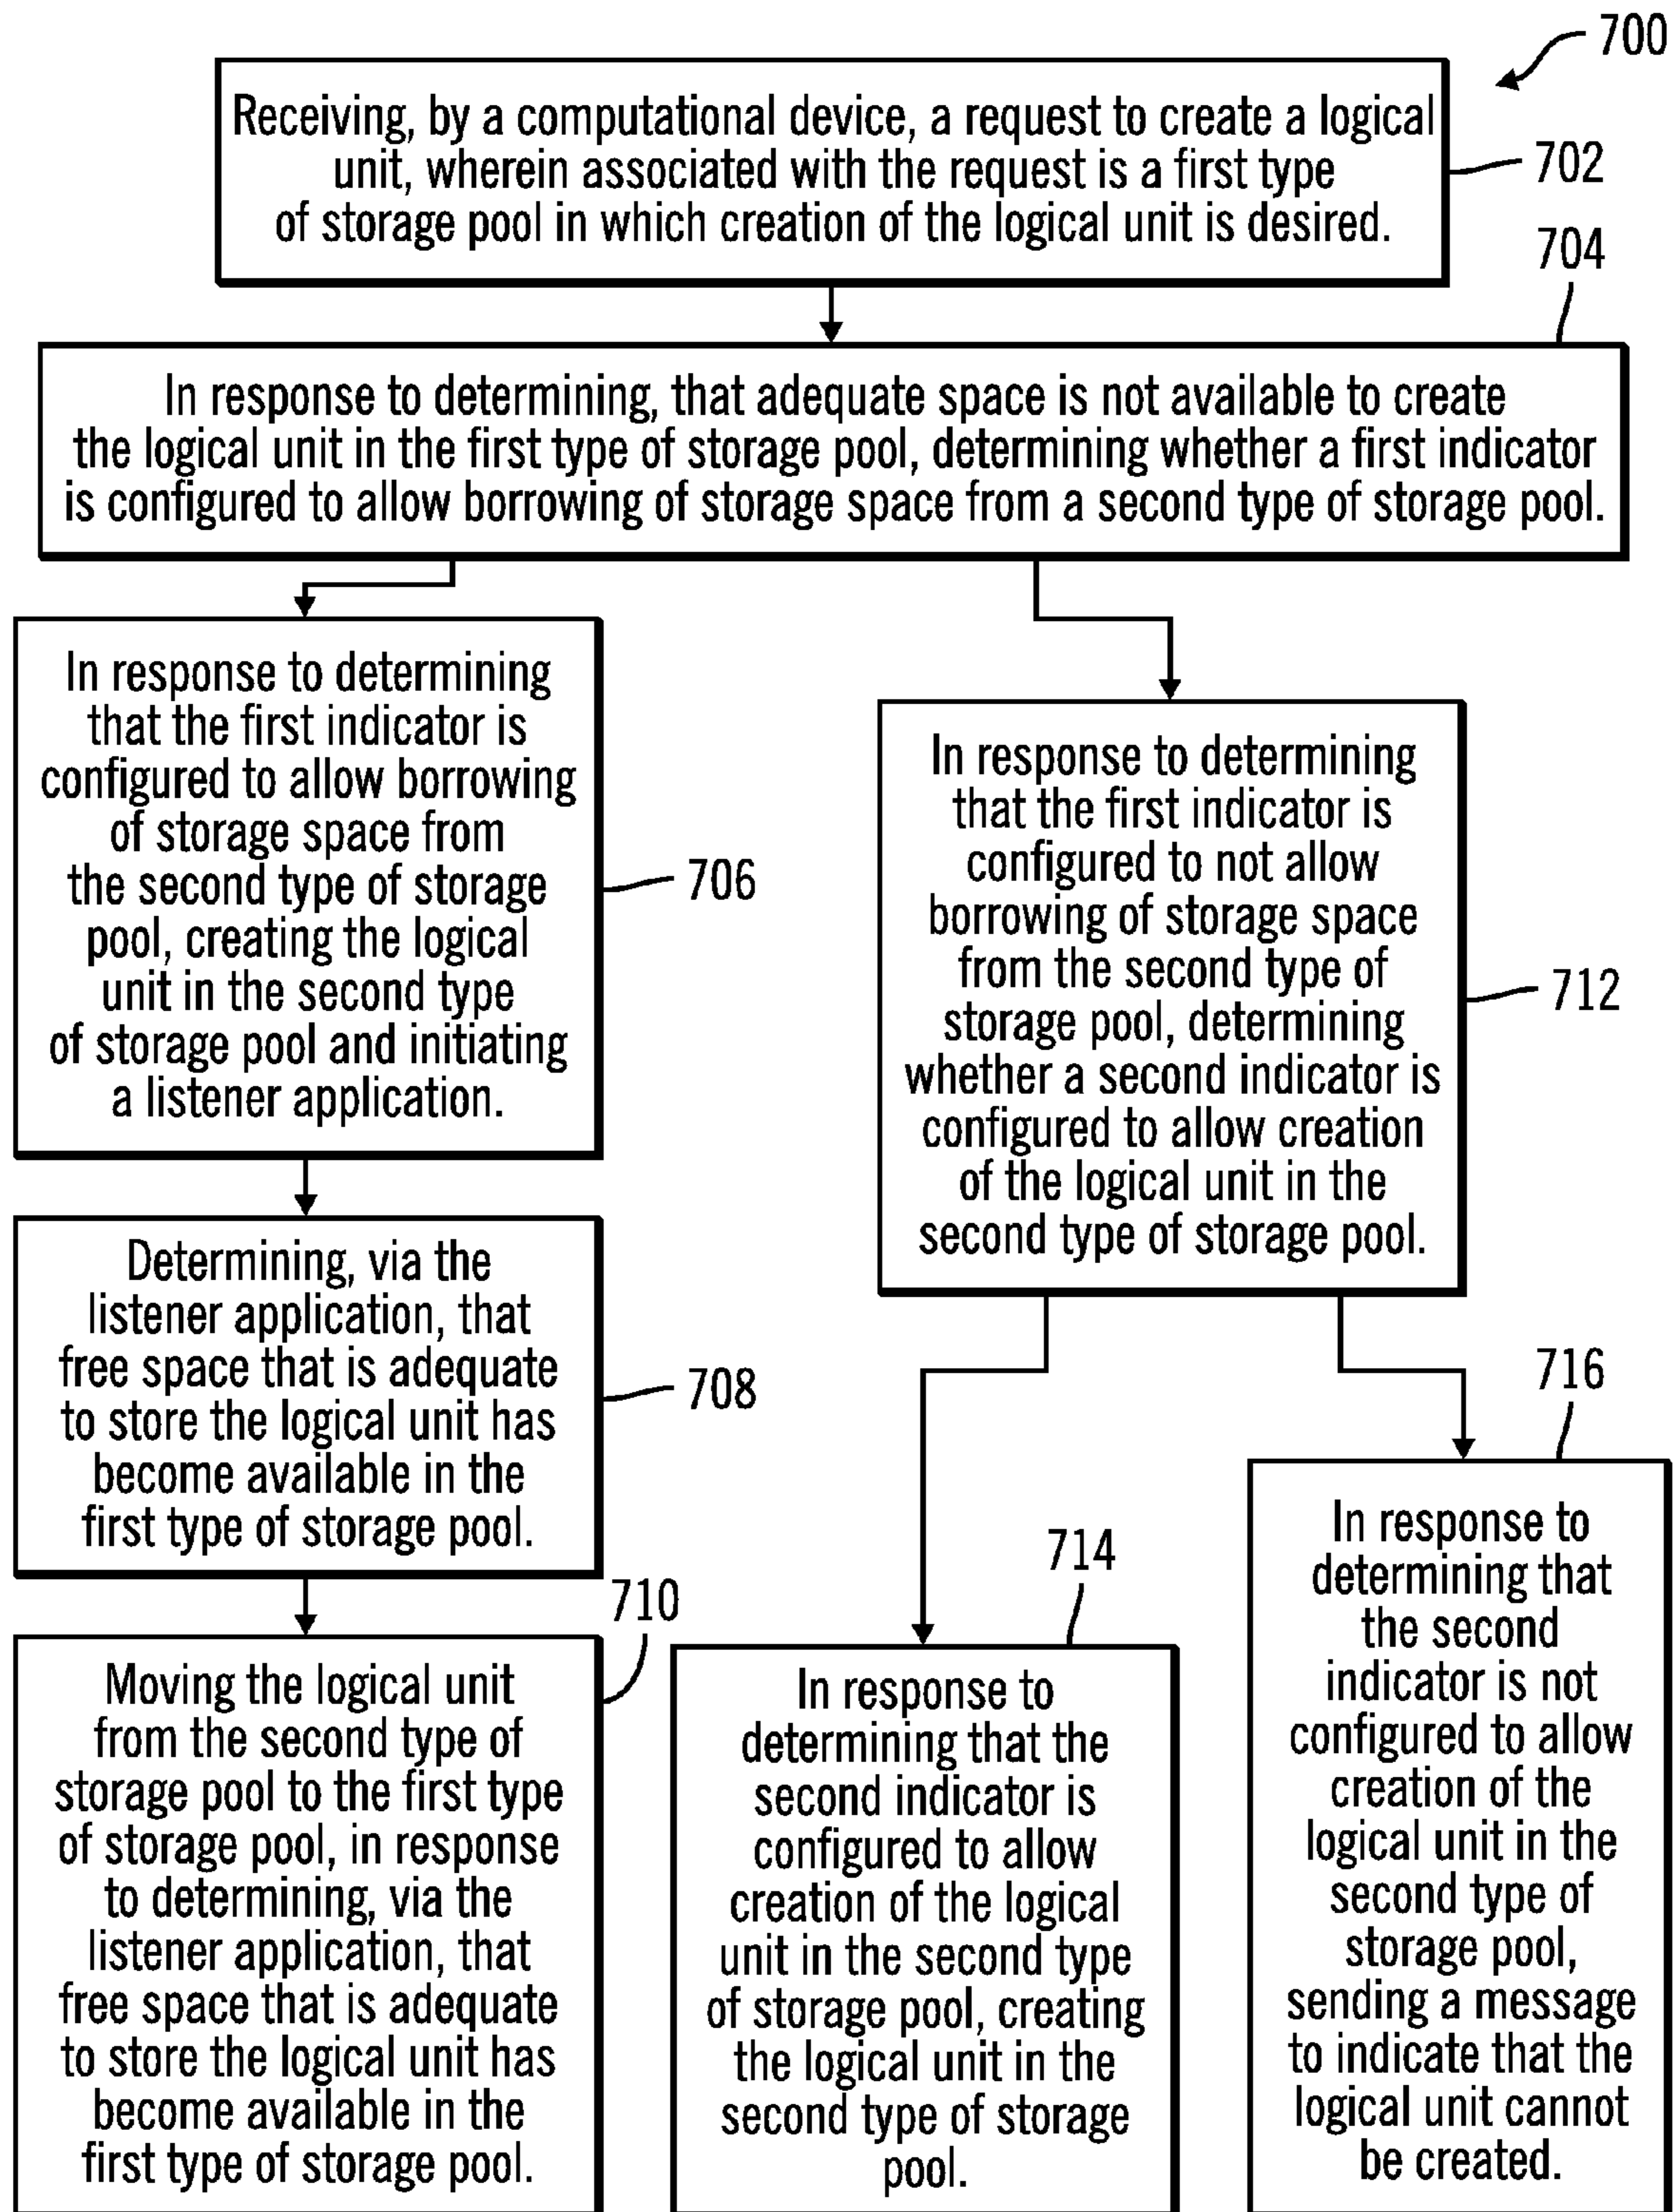 700
Receiving, by a computational device, a request to create a logical
unit, wherein associated with the request is a first type
of storage pool in which creation of the logical unit is desired.
702
704
In response to determining, that adequate space is not available to create
the logical unit in the first type of storage pool, determining whether a first indicator
is configured to allow borrowing of storage space from a second type of storage pool.
In response to determining
that the first indicator is
configured to allow borrowing
of storage space from
the second type of storage
pool, creating the logical
unit in the second type
of storage pool and initiating
a listener application.
706
Determining, via the
listener application, that
free space that is adequate
to store the logical unit has
become available in the
first type of storage pool.
708
710
Moving the logical unit
from the second type of
storage pool to the first type
of storage pool, in response
to determining, via the
listener application, that
free space that is adequate
to store the logical unit has
become available in the
first type of storage pool.
In response to determining
that the first indicator is
configured to not allow
borrowing of storage space
from the second type of
storage pool, determining
whether a second indicator is
configured to allow creation
of the logical unit in the
second type of storage pool.
712
714
In response to
determining that the
second indicator is
configured to allow
creation of the logical
unit in the second type
of storage pool, creating
the logical unit in the
second type of storage
pool.
716
In response to
determining that
the second
indicator is not
configured to allow
creation of the
logical unit in the
second type of
storage pool,
sending a message
to indicate that the
logical unit cannot
be created.